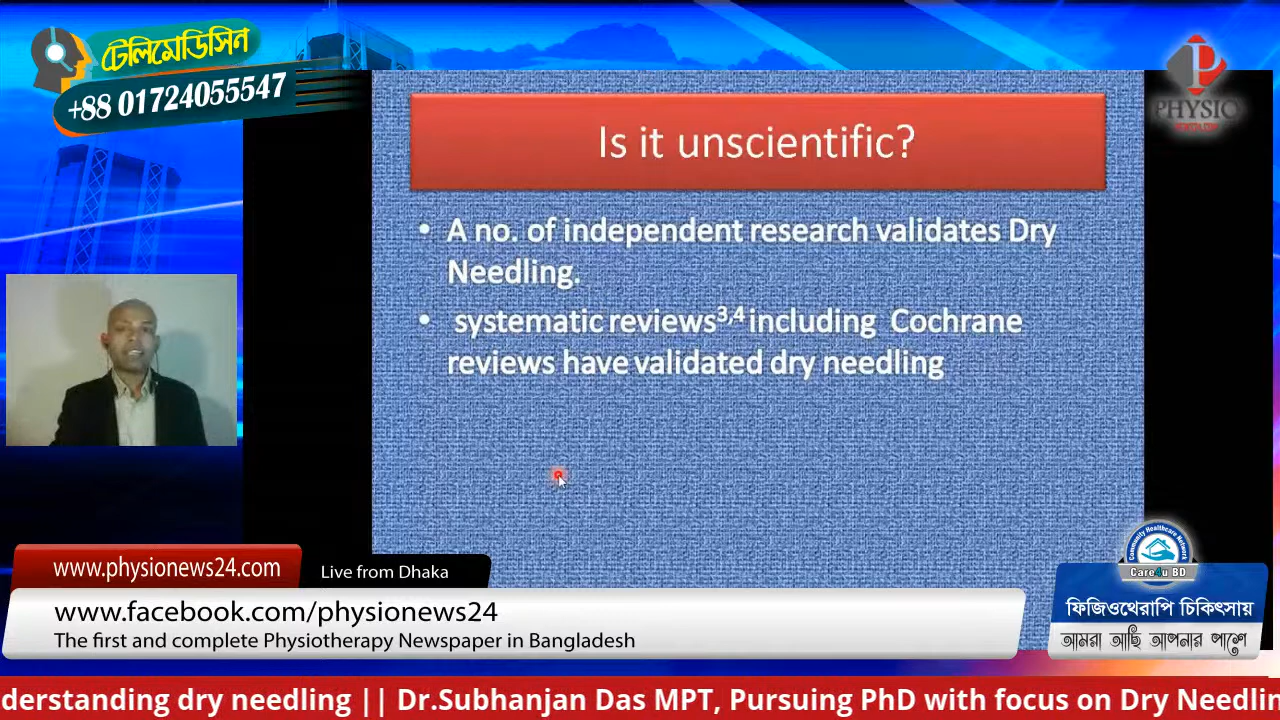 টেলিমেডিসিন
+88 01724055547
PHYSIO
Is it unscientific?
• A no. of independent research validates Dry
Needling.
• systematic reviews3,4 including Cochrane
reviews have validated dry needling
www.physionews24.com
Live from Dhaka
www.facebook.com/physionews24
The first and complete Physiotherapy Newspaper in Bangladesh
Community Healthcare Network
Care4u BD
ফিজিওথেরাপি চিকিৎসায়
আমরা আছি আপনার পাশে
derstanding dry needling || Dr.Subhanjan Das MPT, Pursuing PhD with focus on Dry Needlin